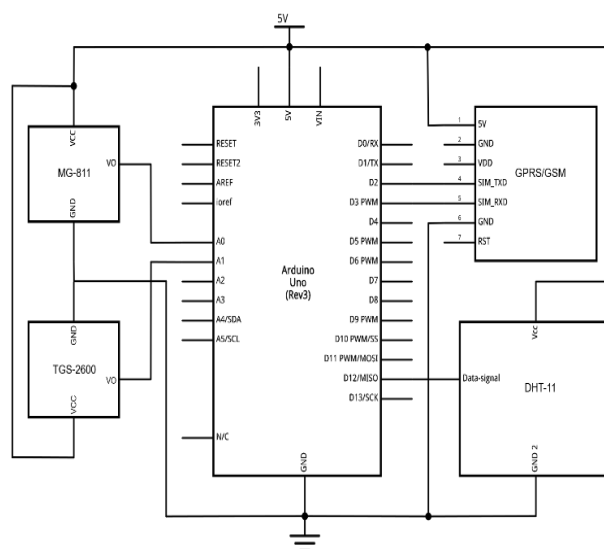 5V
3V3
5V
VIN
VCC
MG-811
VO
GND
GND
TGS-2600
VO
VCC
RESET
RESET2
AREF
ioref
A0
A1
A2
A3
A4/SDA
A5/SCL
N/C
Arduino
Uno
(Rev3)
D0/RX
D1/TX
D2
D3 PWM
D4
D5 PWM
D6 PWM
D7
D8
D9 PWM
D10 PWM/SS
D11 PWM/MOSI
D12/MISO
D13/SCK
GND
1 5V
2 GND
3 VDD
4 SIM_TXD
5 SIM_RXD
6 GND
7 RST
GPRS/GSM
Vcc
Data-signal
DHT-11
GND 2